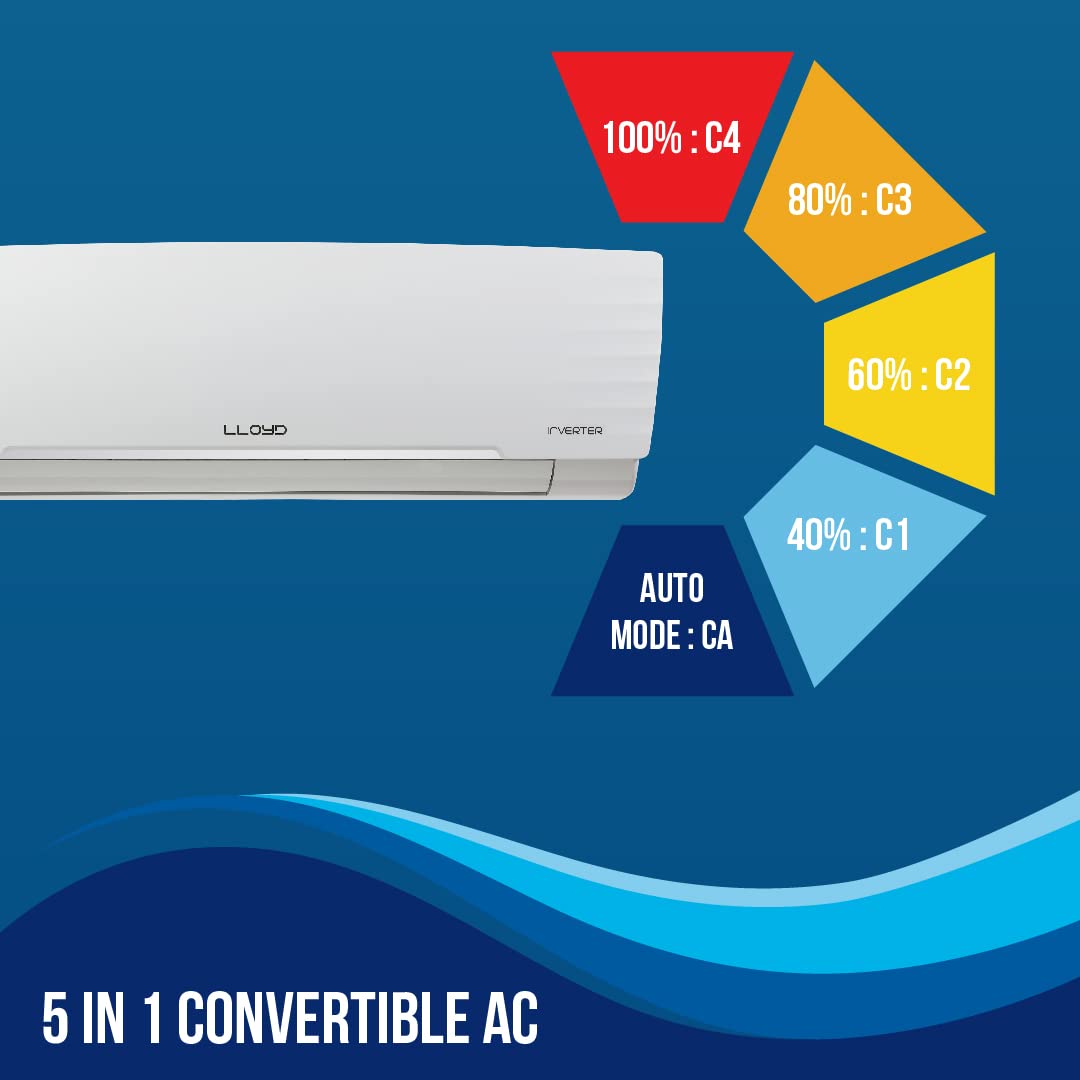 100% : C4
80% : C3
60% : C2
LLOYD
INVERTER
40% : C1
AUTO
MODE : CA
5 IN 1 CONVERTIBLE AC